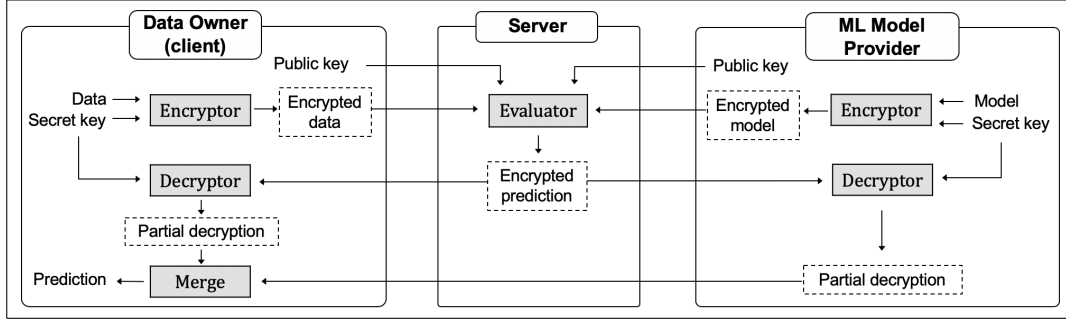 Data Owner
(client)
Server
ML Model
Provider
Public key
Public key
Data
Secret key
Encryptor
Encrypted
data
Evaluator
Encrypted
model
Encryptor
Model
Secret key
Decryptor
Encrypted
prediction
Decryptor
Partial decryption
Prediction
Merge
Partial decryption